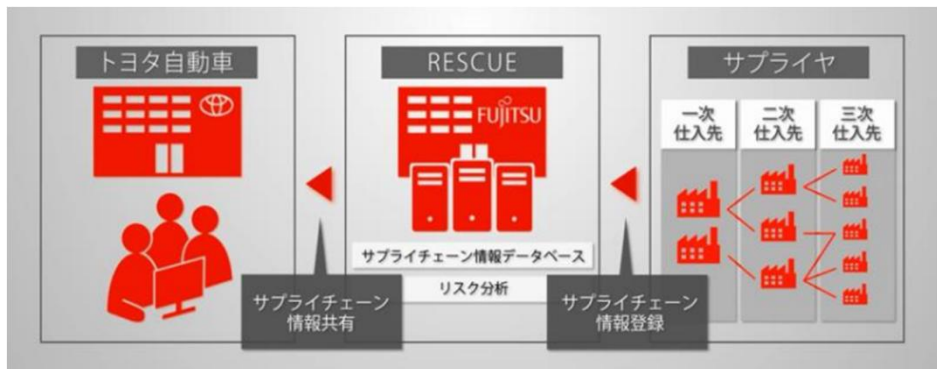 トヨタ自動車
RESCUE
FUJITSU
サプライチェーン情報データベース
リスク分析
サプライヤ
一次
仕入先
二次
仕入先
三次
仕入先
サプライチェーン
情報共有
サプライチェーン
情報登録